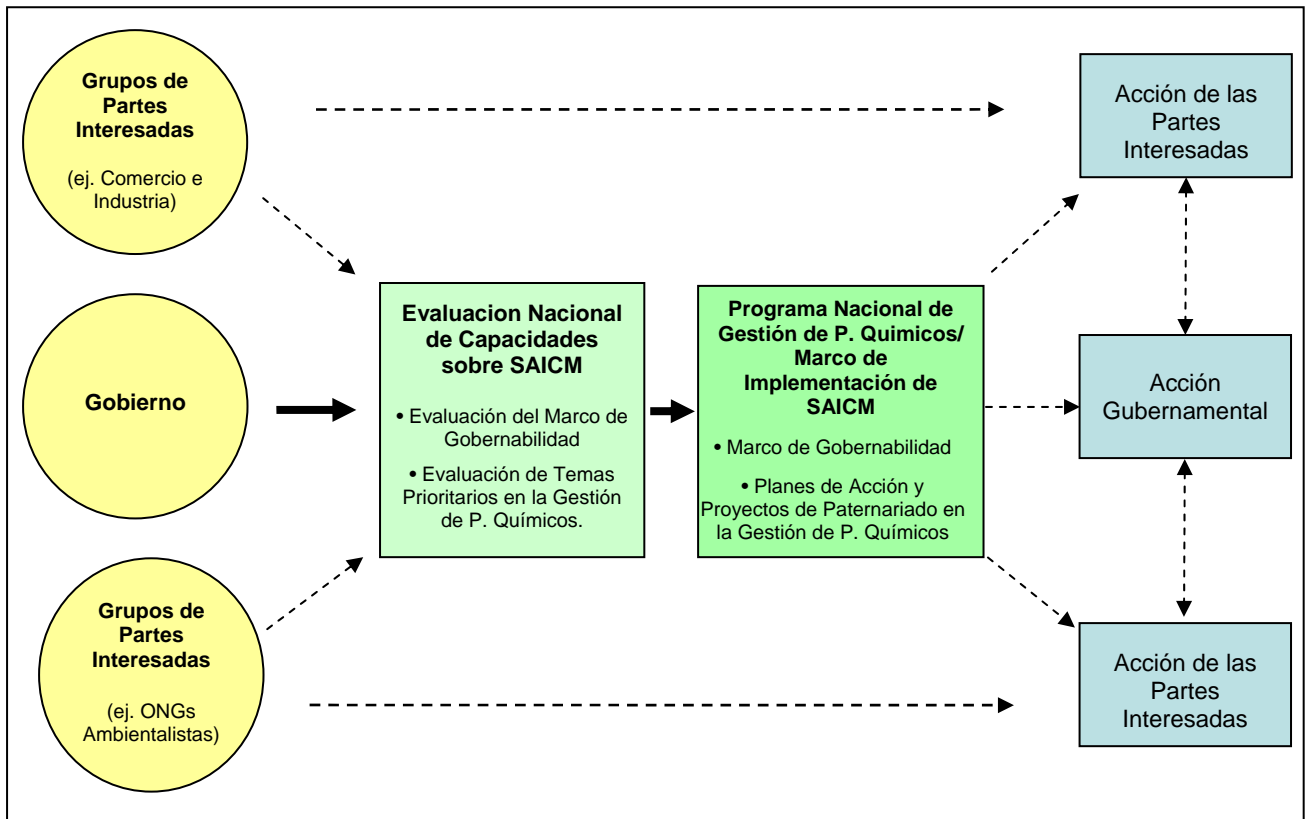 Grupos de
Partes
Interesadas
(ej. Comercio e
Industria)
Gobierno
Grupos de
Partes
Interesadas
(ej. ONGs
Ambientalistas)
Evaluacion Nacional
de Capacidades
sobre SAICM
• Evaluación del Marco de
Gobernabilidad
• Evaluación de Temas
Prioritarios en la Gestión
de P. Químicos.
Programa Nacional de
Gestión de P. Quimicos/
Marco de
Implementación de
SAICM
• Marco de Gobernabilidad
• Planes de Acción y
Proyectos de Paternariado en
la Gestión de P. Químicos
Acción de las
Partes
Interesadas
Acción
Gubernamental
Acción de las
Partes
Interesadas